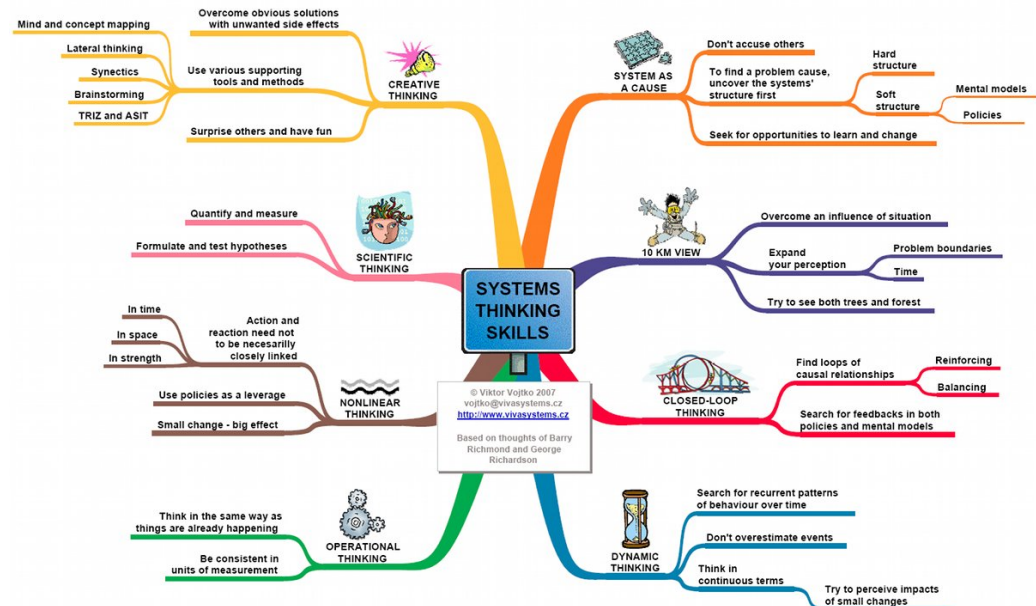 Mind and concept mapping
Lateral thinking
Synectics
Brainstorming
TRIZ and ASIT
Overcome obvious solutions
with unwanted side effects
Use various supporting
tools and methods
Surprise others and have fun
CREATIVE
THINKING
SYSTEM AS
A CAUSE
Don't accuse others
To find a problem cause,
uncover the systems'
structure first
Hard
structure
Soft
structure
Mental models
Policies
Seek for opportunities to learn and change
Quantify and measure
Formulate and test hypotheses
SCIENTIFIC
THINKING
10 KM VIEW
Overcome an influence of situation
Expand
your perception
Problem boundaries
Time
Try to see both trees and forest
SYSTEMS
THINKING
SKILLS
In time
In space
In strength
Action and
reaction need not
to be necesarilly
closely linked
Use policies as a leverage
Small change - big effect
NONLINEAR
THINKING
© Viktor Vojtko 2007
vojtko@vivasystems.cz
http://www.vivasystems.cz
Based on thoughts of Barry
Richmond and George
Richardson
CLOSED-LOOP
THINKING
Find loops of
causal relationships
Reinforcing
Balancing
Search for feedbacks in both
policies and mental models
Think in the same way as
things are already happening
Be consistent in
units of measurement
OPERATIONAL
THINKING
DYNAMIC
THINKING
Search for recurrent patterns
of behaviour over time
Don't overestimate events
Think in
continuous terms
Try to perceive impacts
of small changes